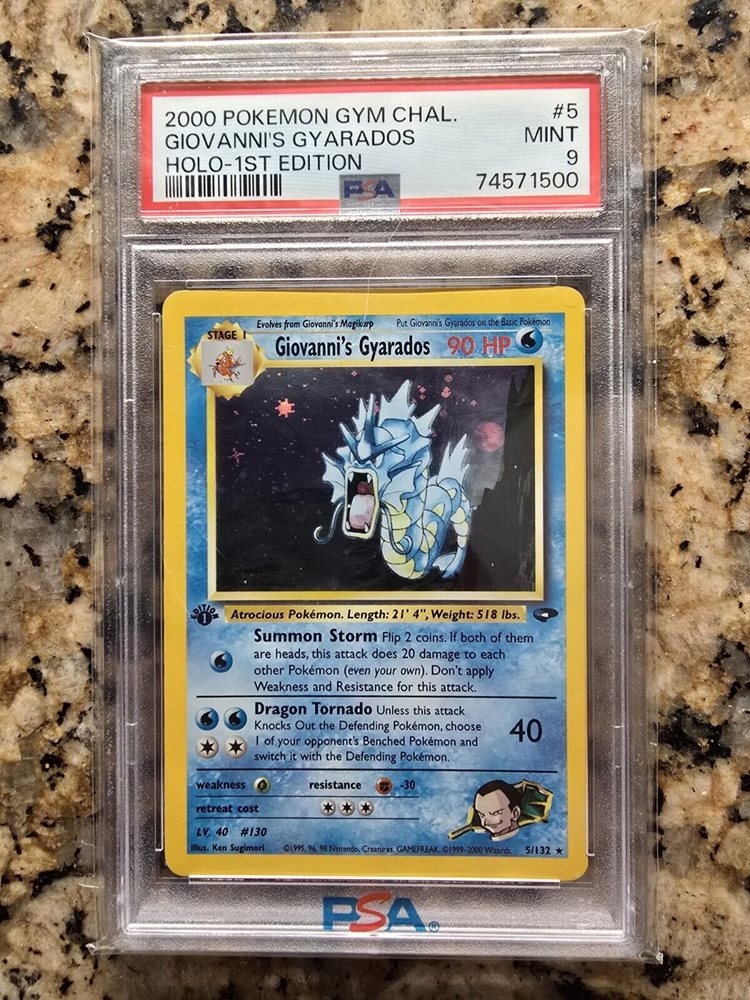 2000 POKEMON GYM CHAL. #5
GIOVANNI'S GYARADOS MINT
HOLO-1ST EDITION 9
PSA 74571500
Evolves from Giovanni's Magikarp Put Giovanni's Gyarados on the Basic Pokémon
STAGE 1
Giovanni's Gyarados 90 HP
EDITION
1
Atrocious Pokémon. Length: 21' 4", Weight: 518 lbs.
Summon Storm Flip 2 coins. If both of them
are heads, this attack does 20 damage to each
other Pokémon (even your own). Don't apply
Weakness and Resistance for this attack.
Dragon Tornado Unless this attack
Knocks Out the Defending Pokémon, choose
1 of your opponent's Benched Pokémon and
switch it with the Defending Pokémon.
40
weakness resistance -30
retreat cost
LV. 40 #130
Illus. Ken Sugimori ©1995, 96, 98 Nintendo, Creatures, GAMEFREAK. ©1999-2000 Wizards. 5/132 ★
PSA®